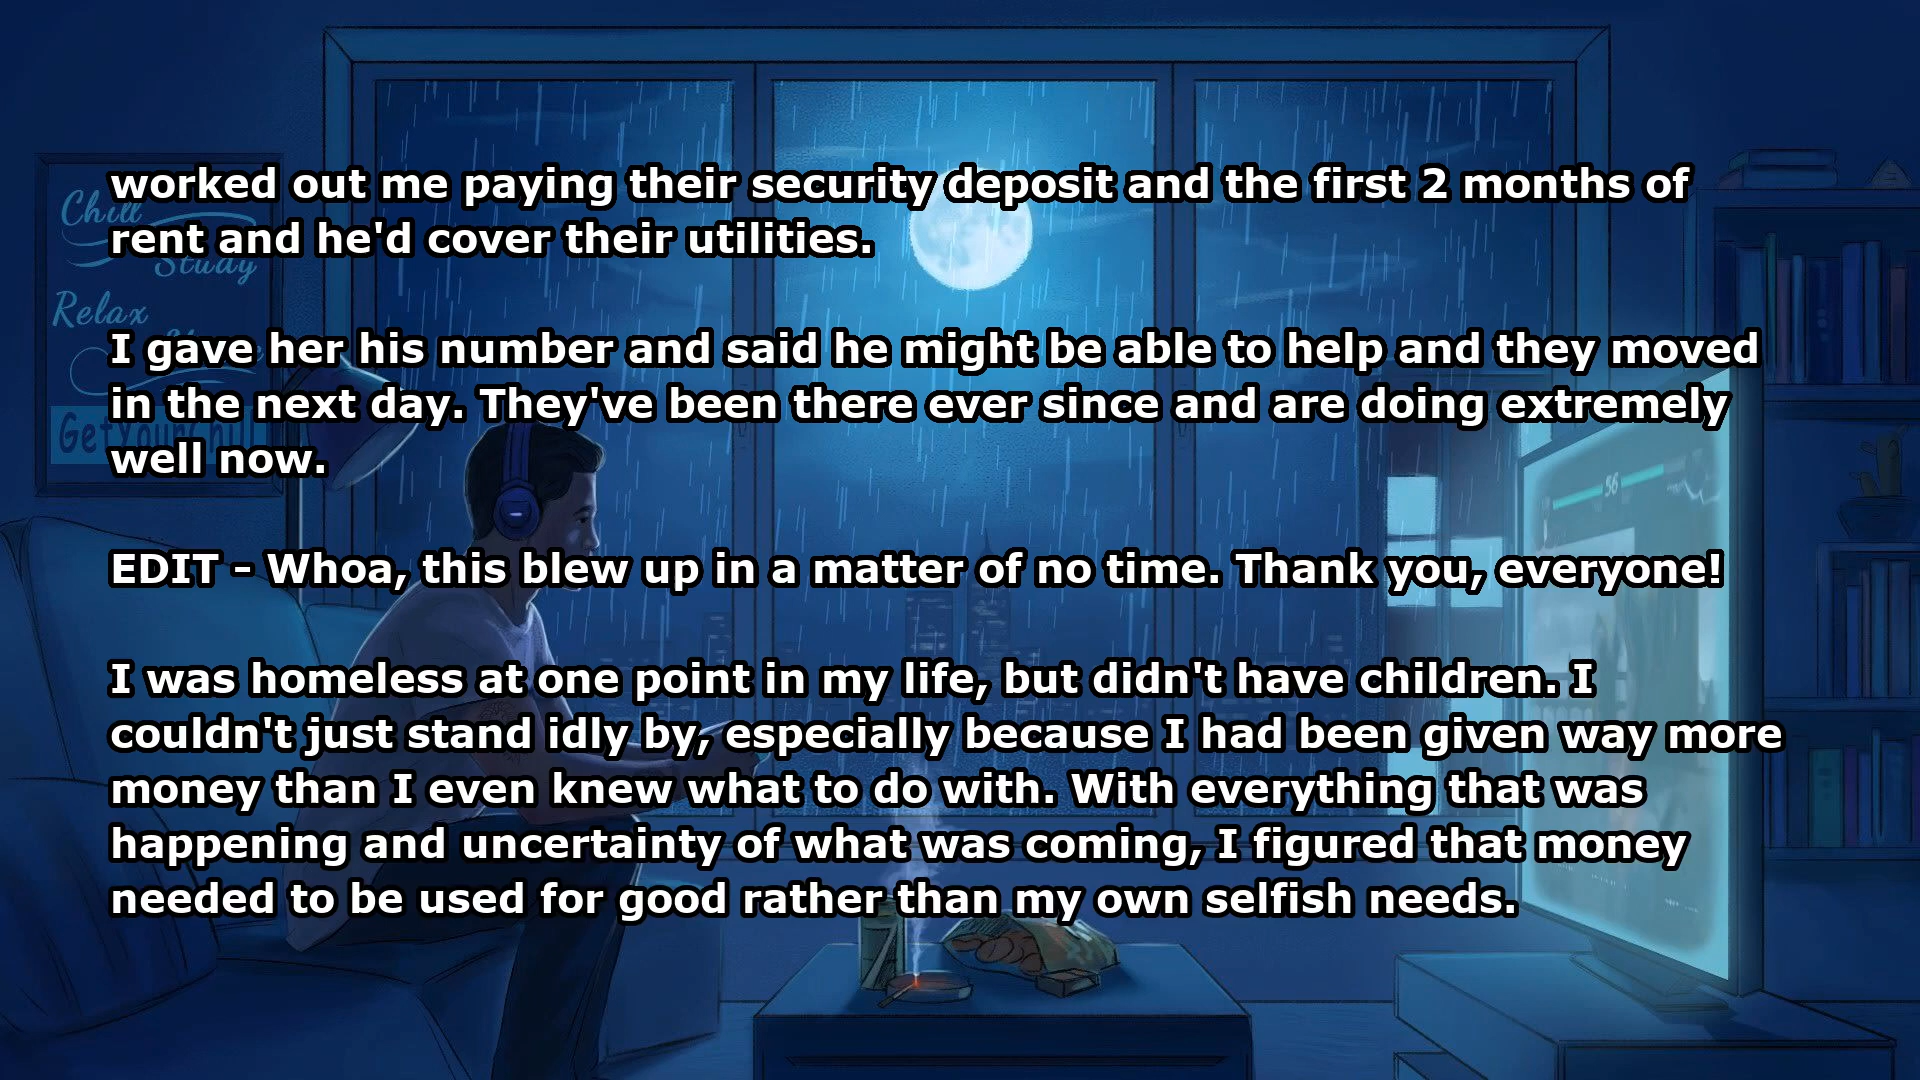 worked out me paying their security deposit and the first 2 months of
rent and he'd cover their utilities.
I gave her his number and said he might be able to help and they moved
in the next day. They've been there ever since and are doing extremely
well now.
EDIT - Whoa, this blew up in a matter of no time. Thank you, everyone!
I was homeless at one point in my life, but didn't have children. I
couldn't just stand idly by, especially because I had been given way more
money than I even knew what to do with. With everything that was
happening and uncertainty of what was coming, I figured that money
needed to be used for good rather than my own selfish needs.
Chill
Study
Relax
GetYourChill
56